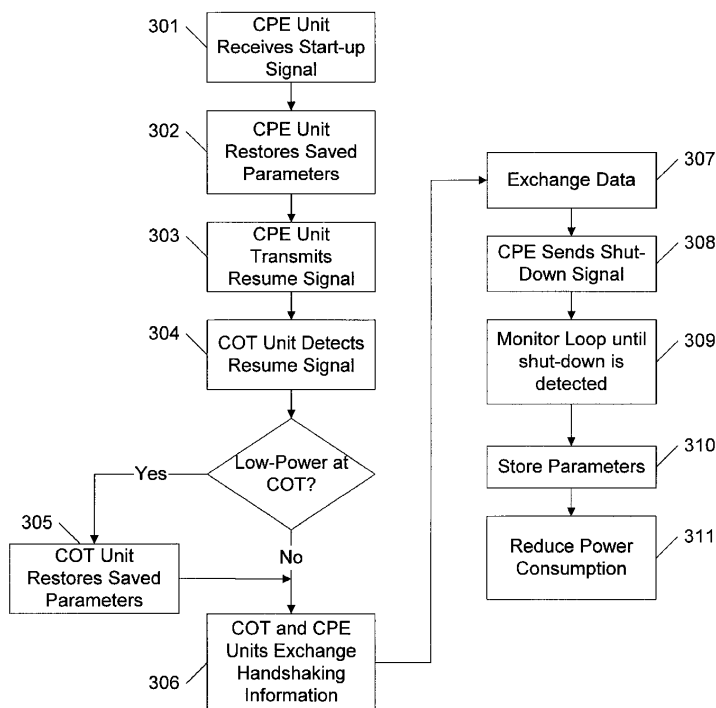 301
CPE Unit
Receives Start-up
Signal
302
CPE Unit
Restores Saved
Parameters
303
CPE Unit
Transmits
Resume Signal
304
COT Unit Detects
Resume Signal
Low-Power at
COT?
Yes
No
305
COT Unit
Restores Saved
Parameters
306
COT and CPE
Units Exchange
Handshaking
Information
307
Exchange Data
308
CPE Sends Shut-
Down Signal
309
Monitor Loop until
shut-down is
detected
310
Store Parameters
311
Reduce Power
Consumption